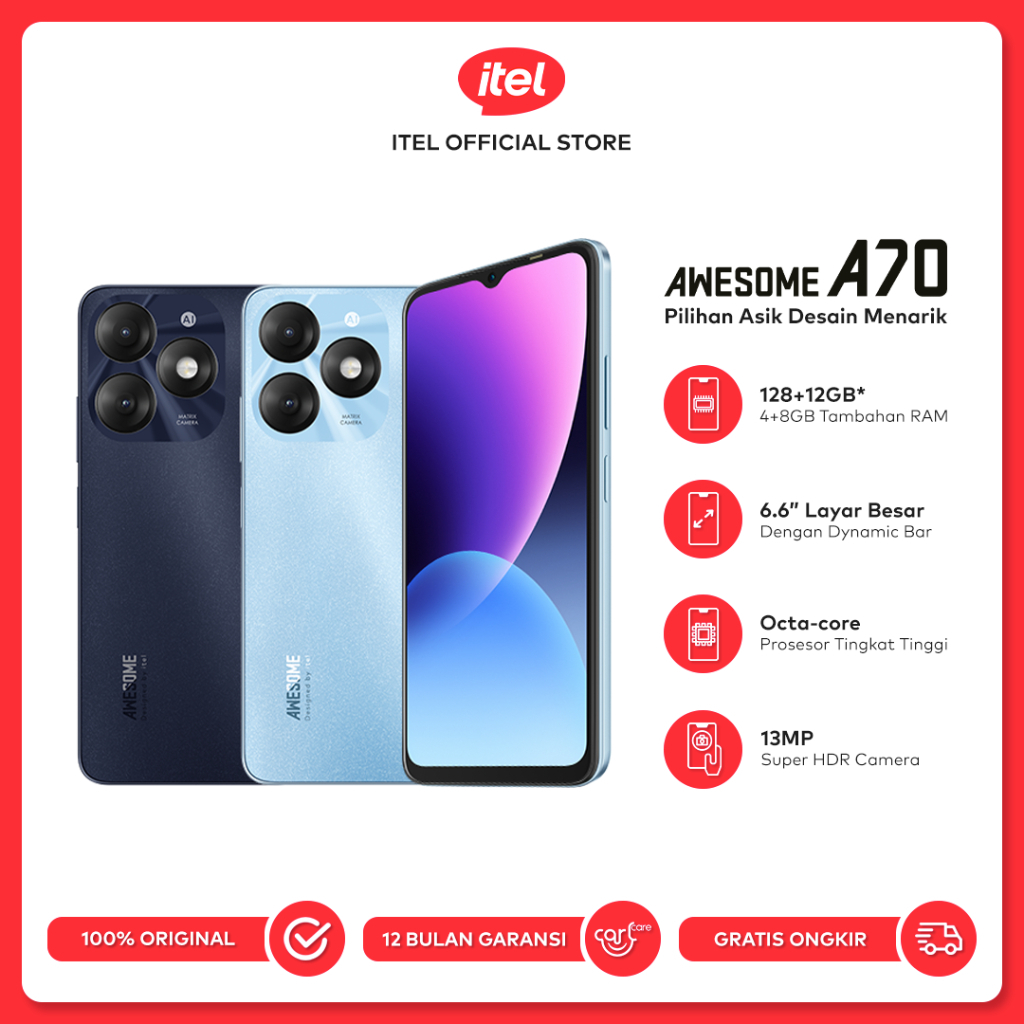 itel
ITEL OFFICIAL STORE
AWESOME A70
Pilihan Asik Desain Menarik
128+12GB*
4+8GB Tambahan RAM
6.6” Layar Besar
Dengan Dynamic Bar
Octa-core
Prosesor Tingkat Tinggi
13MP
Super HDR Camera
AI
MATRIX
CAMERA
AWESOME
Designed by itel
AI
MATRIX
CAMERA
AWESOME
Designed by itel
100% ORIGINAL
12 BULAN GARANSI
carlcare
GRATIS ONGKIR